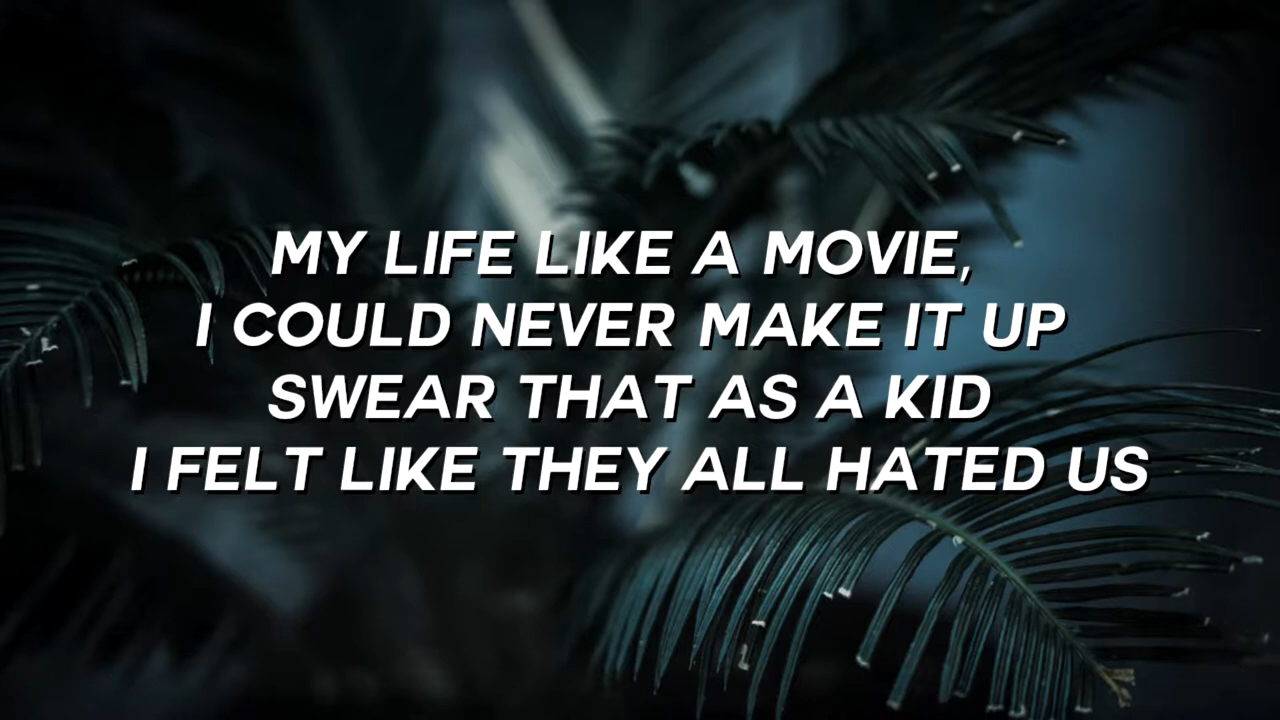 MY LIFE LIKE A MOVIE,
I COULD NEVER MAKE IT UP
SWEAR THAT AS A KID
I FELT LIKE THEY ALL HATED US